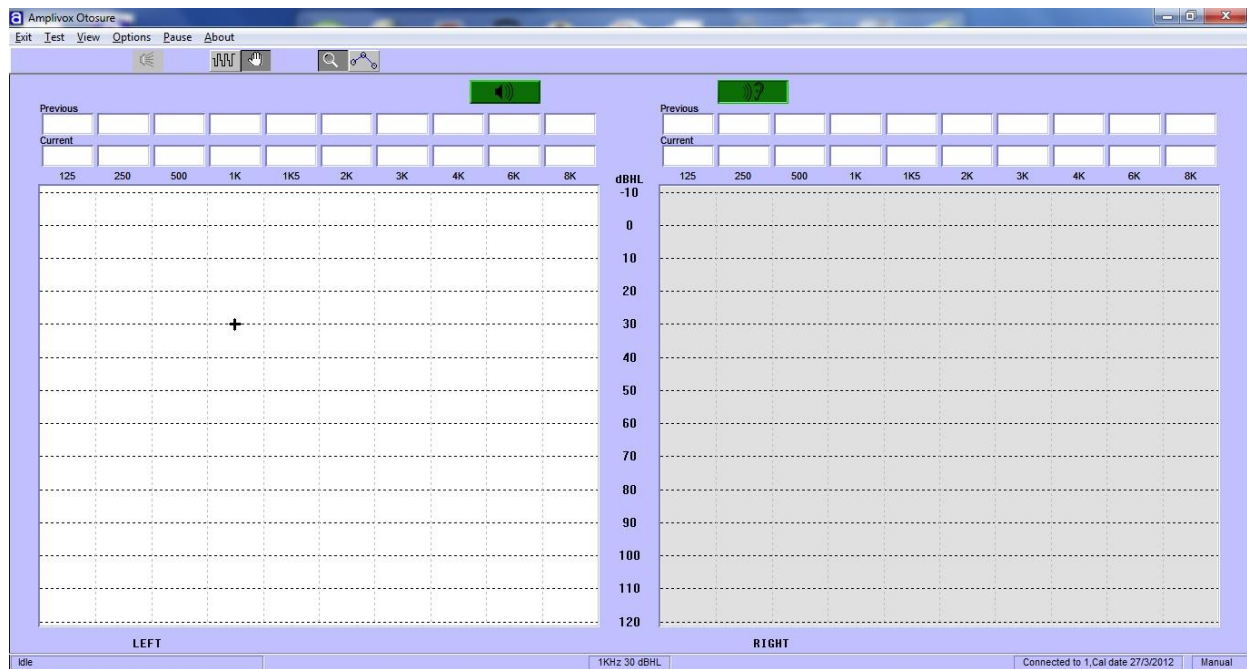 Amplivox Otosure
Exit Test View Options Pause About
Previous Previous
Current Current
125 250 500 1K 1K5 2K 3K 4K 6K 8K dBHL 125 250 500 1K 1K5 2K 3K 4K 6K 8K
-10
0
10
20
30
40
50
60
70
80
90
100
110
120
LEFT RIGHT
Idle 1KHz 30 dBHL Connected to 1,Cal date 27/3/2012 Manual